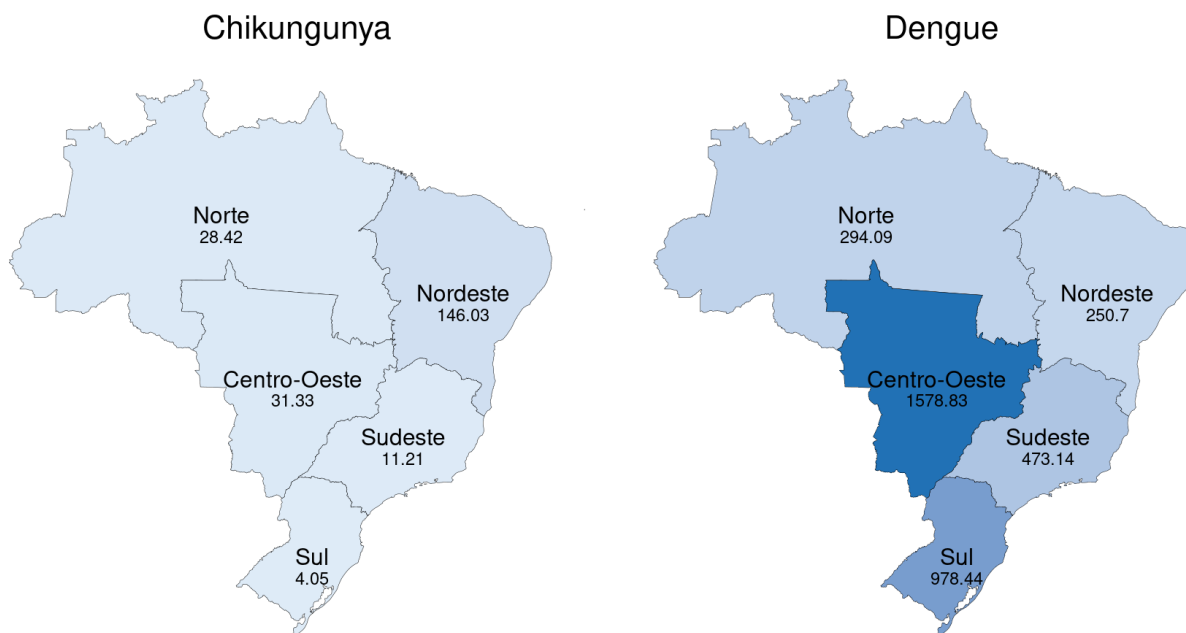 Chikungunya
Norte
28.42
Nordeste
146.03
Centro-Oeste
31.33
Sudeste
11.21
Sul
4.05
Dengue
Norte
294.09
Nordeste
250.7
Centro-Oeste
1578.83
Sudeste
473.14
Sul
978.44